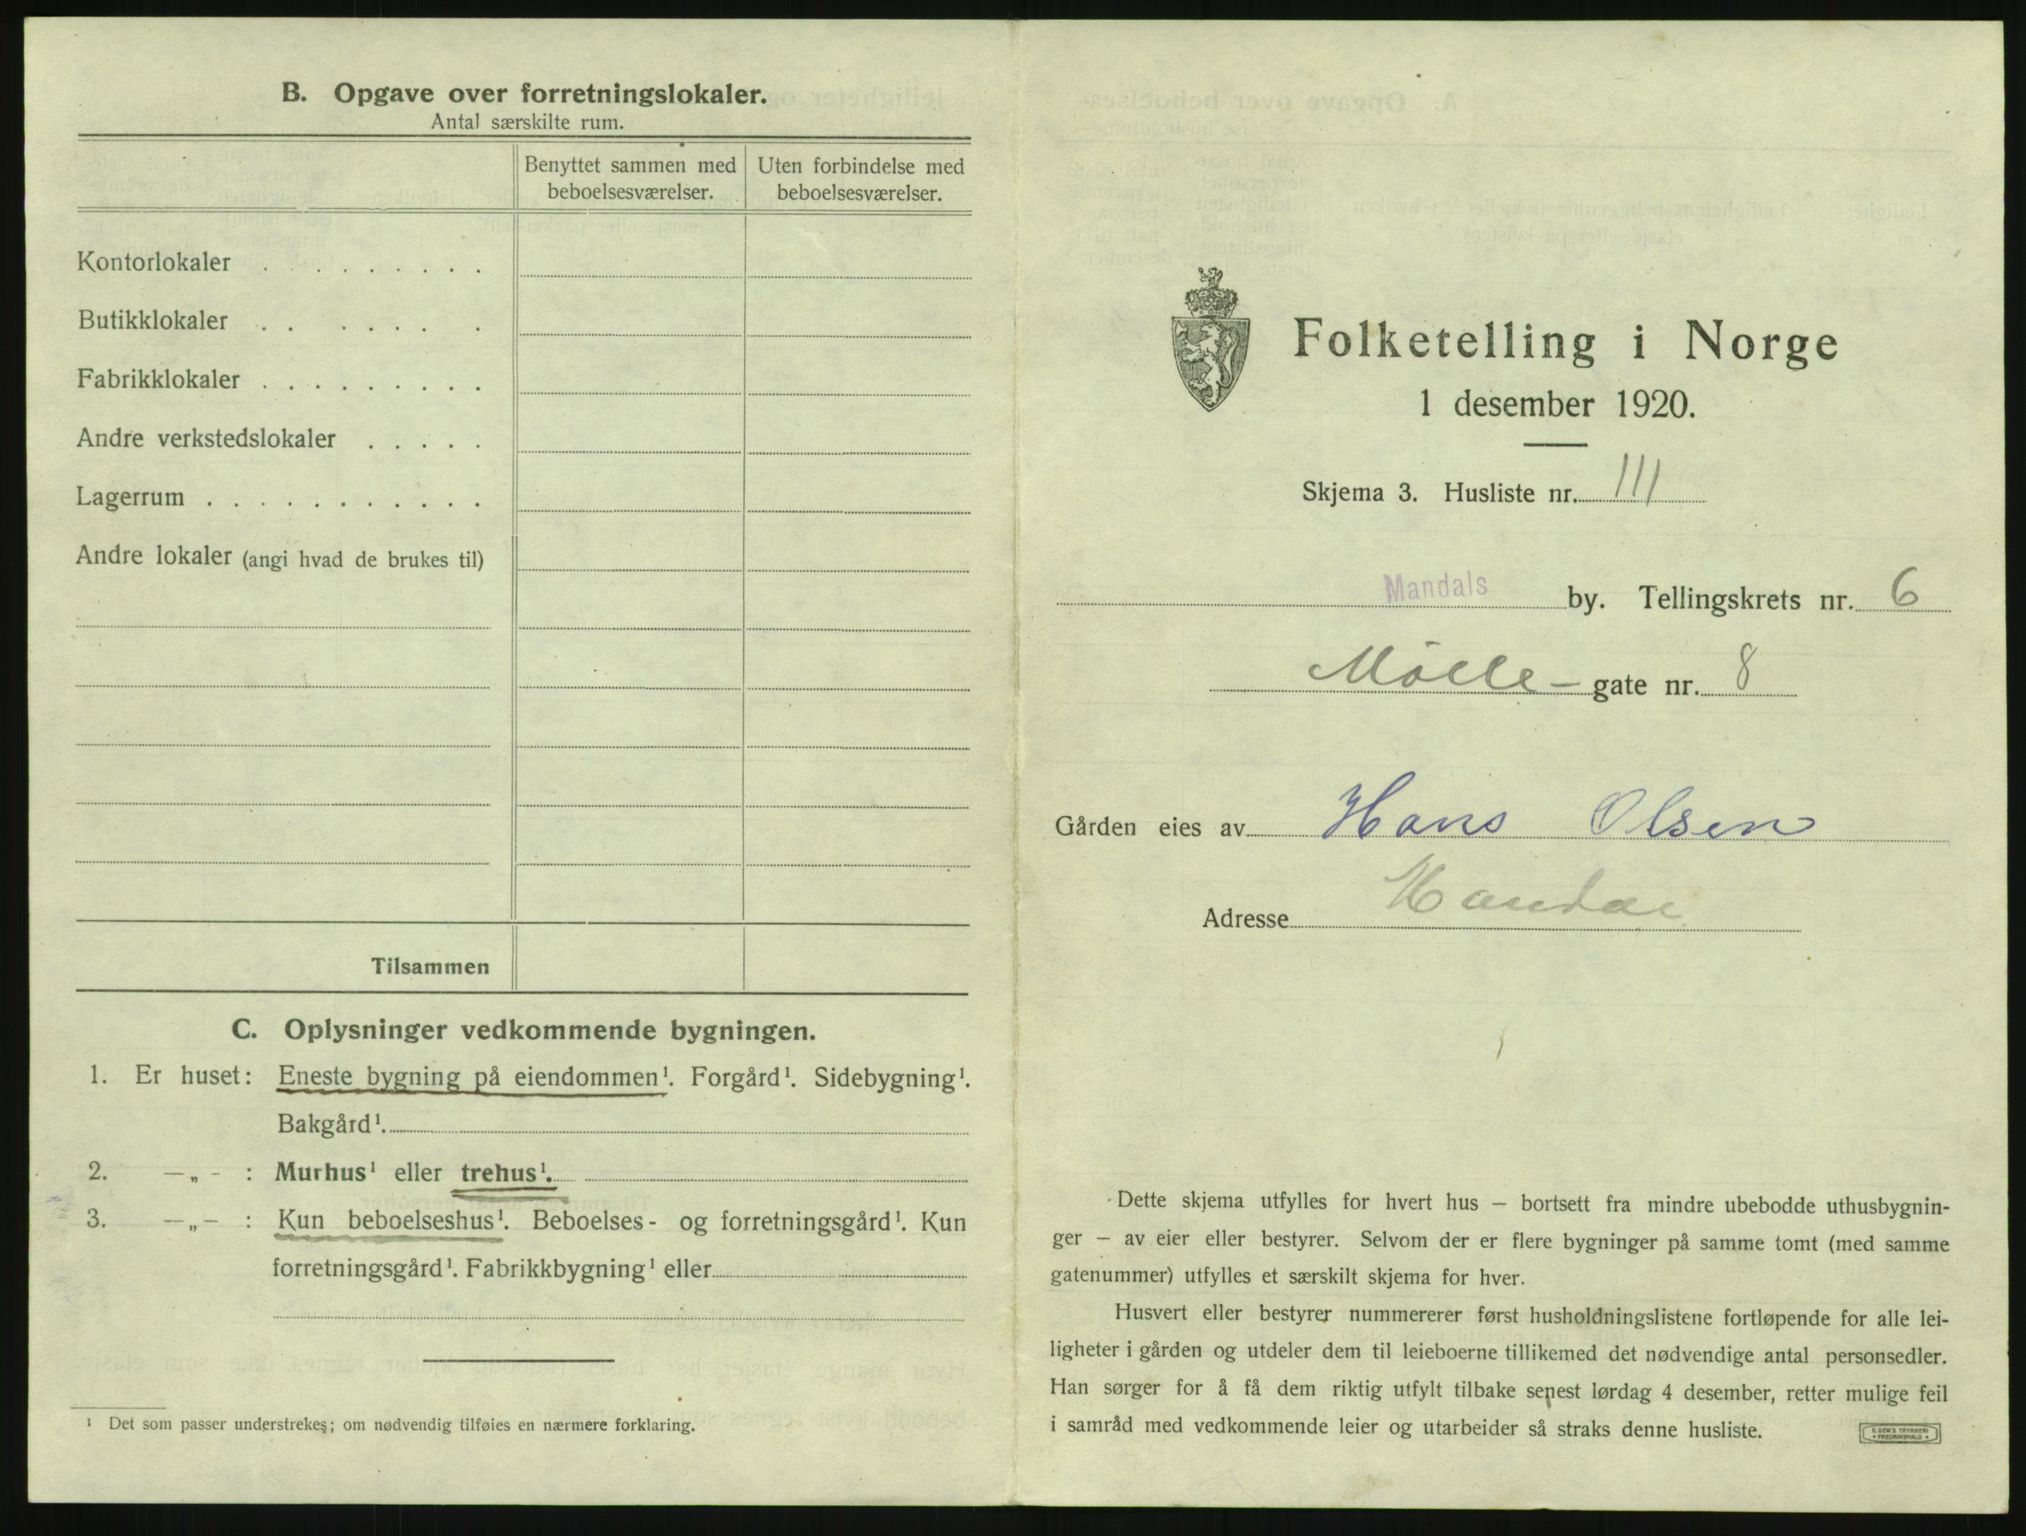 B. Opgave over forretningslokaler.
Antal særskilte rum.
Benyttet sammen med beboelsesværelser.
Uten forbindelse med beboelsesværelser.
Kontorlokaler . . . . . . . . .
Butikklokaler . . . . . . .
Fabrikklokaler . . . . . . . . .
Andre verkstedslokaler . . . . .
Lagerrum . . . . . . . . . . .
Andre lokaler (angi hvad de brukes til)
Tilsammen
C. Oplysninger vedkommende bygningen.
1. Er huset: Eneste bygning på eiendommen¹. Forgård¹. Sidebygning¹.
Bakgård¹.
2. —„- : Murhus¹ eller trehus¹.
3. —„— : Kun beboelseshus¹. Beboelses- og forretningsgård¹. Kun
forretningsgård¹. Fabrikkbygning¹ eller
¹ Det som passer understrekes; om nødvendig tilføies en nærmere forklaring.
Folketelling i Norge
1 desember 1920.
Skjema 3. Husliste nr. 111
Mandals by. Tellingskrets nr. 6
Mölle- gate nr. 8
Gården eies av Hans Olsen
Adresse Mandal
Dette skjema utfylles for hvert hus — bortsett fra mindre ubebodde uthusbygnin-
ger — av eier eller bestyrer. Selvom der er flere bygninger på samme tomt (med samme
gatenummer) utfylles et særskilt skjema for hver.
Husvert eller bestyrer nummererer først husholdningslistene fortløpende for alle lei-
ligheter i gården og utdeler dem til leieboerne tillikemed det nødvendige antal personsedler.
Han sørger for å få dem riktig utfylt tilbake senest lørdag 4 desember, retter mulige feil
i samråd med vedkommende leier og utarbeider så straks denne husliste.
E. SEM'S TRYKKERI
FREDRIKSHALD